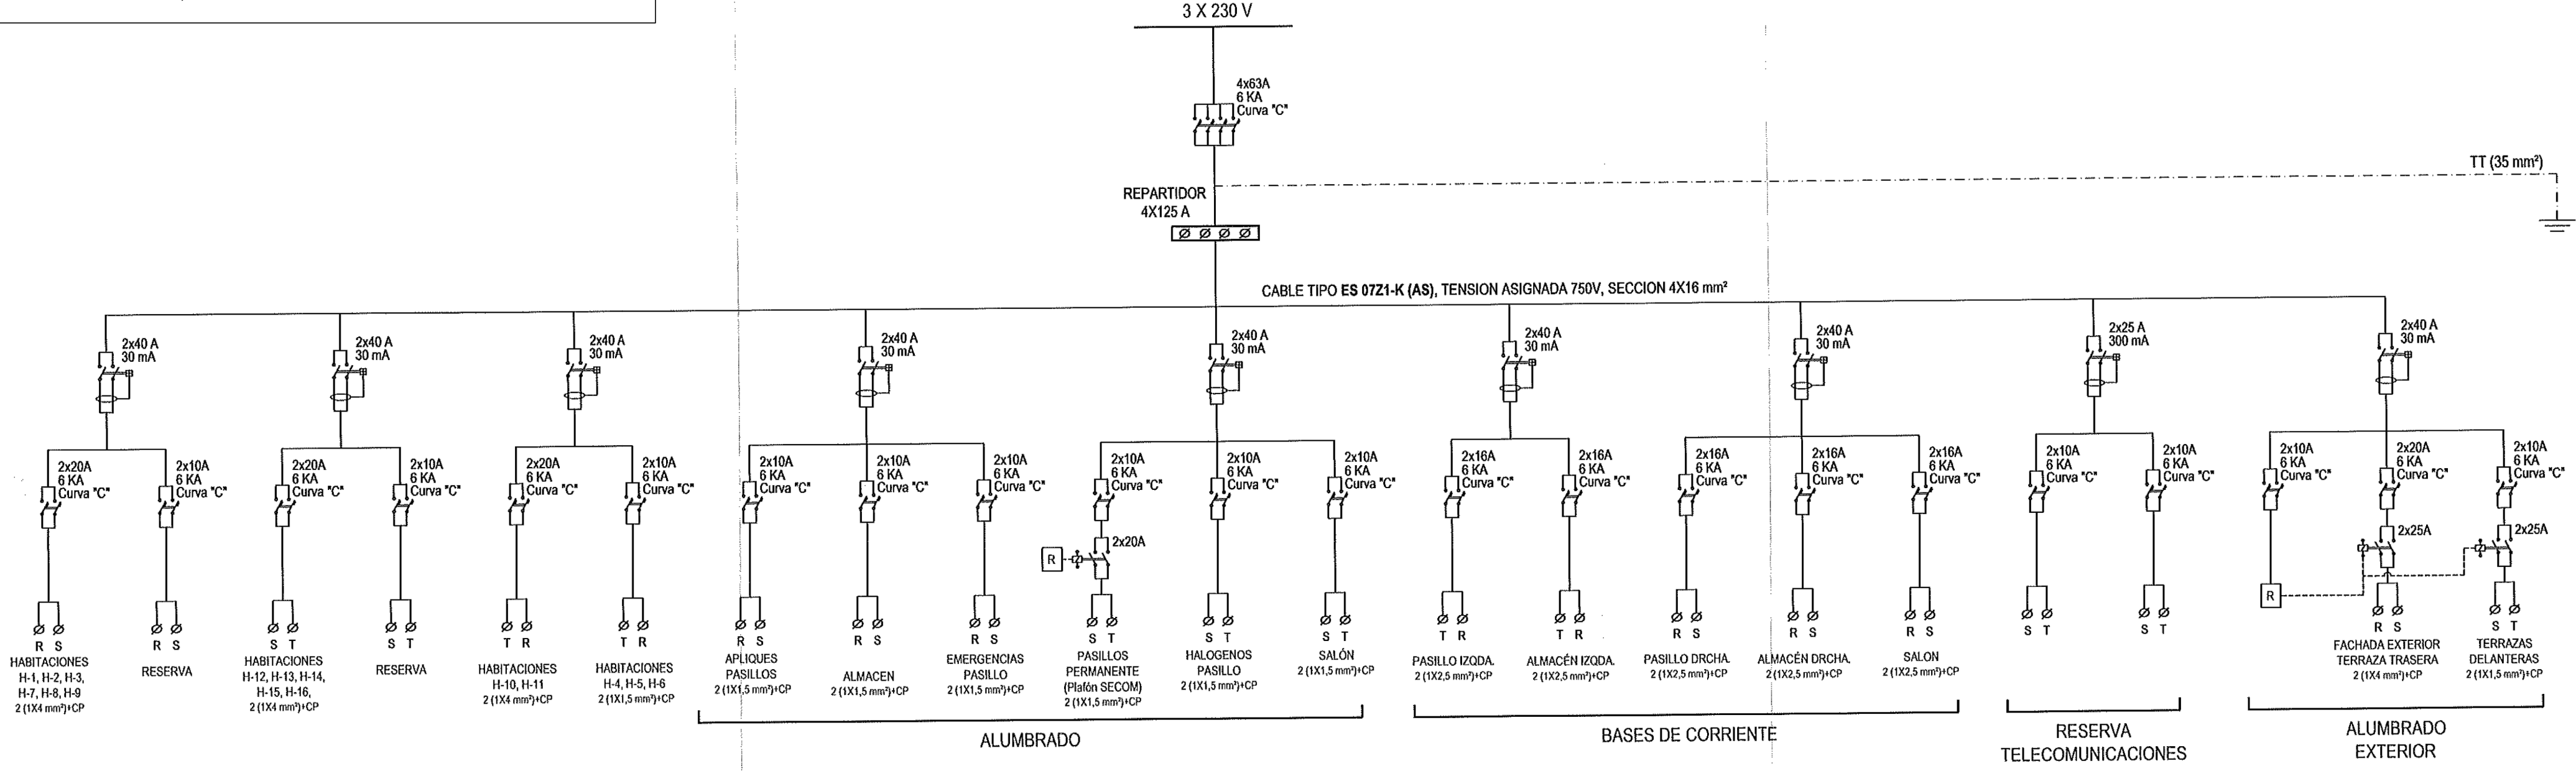 3 X 230 V
4x63A
6 KA
Curva "C"
TT (35 mm²)
REPARTIDOR
4X125 A
CABLE TIPO ES 07Z1-K (AS), TENSION ASIGNADA 750V, SECCION 4X16 mm²
2x40 A
30 mA
2x40 A
30 mA
2x40 A
30 mA
2x40 A
30 mA
2x40 A
30 mA
2x40 A
30 mA
2x40 A
30 mA
2x25 A
300 mA
2x40 A
30 mA
2x20A
6 KA
Curva "C"
2x10A
6 KA
Curva "C"
2x20A
6 KA
Curva "C"
2x10A
6 KA
Curva "C"
2x20A
6 KA
Curva "C"
2x10A
6 KA
Curva "C"
2x10A
6 KA
Curva "C"
2x10A
6 KA
Curva "C"
2x10A
6 KA
Curva "C"
2x10A
6 KA
Curva "C"
2x10A
6 KA
Curva "C"
2x10A
6 KA
Curva "C"
2x16A
6 KA
Curva "C"
2x16A
6 KA
Curva "C"
2x16A
6 KA
Curva "C"
2x16A
6 KA
Curva "C"
2x16A
6 KA
Curva "C"
2x10A
6 KA
Curva "C"
2x10A
6 KA
Curva "C"
2x10A
6 KA
Curva "C"
2x20A
6 KA
Curva "C"
2x10A
6 KA
Curva "C"
R
2x20A
2x25A
2x25A
R
R S
HABITACIONES
H-1, H-2, H-3,
H-7, H-8, H-9
2 (1X4 mm²)+CP
R S
RESERVA
S T
HABITACIONES
H-12, H-13, H-14,
H-15, H-16,
2 (1X4 mm²)+CP
S T
RESERVA
T R
HABITACIONES
H-10, H-11
2 (1X4 mm²)+CP
T R
HABITACIONES
H-4, H-5, H-6
2 (1X1,5 mm²)+CP
R S
APLIQUES
PASILLOS
2 (1X1,5 mm²)+CP
R S
ALMACEN
2 (1X1,5 mm²)+CP
R S
EMERGENCIAS
PASILLO
2 (1X1,5 mm²)+CP
S T
PASILLOS
PERMANENTE
(Plafón SECOM)
2 (1X1,5 mm²)+CP
S T
HALOGENOS
PASILLO
2 (1X1,5 mm²)+CP
S T
SALÓN
2 (1X1,5 mm²)+CP
T R
PASILLO IZQDA.
2 (1X2,5 mm²)+CP
T R
ALMACÉN IZQDA.
2 (1X2,5 mm²)+CP
R S
PASILLO DRCHA.
2 (1X2,5 mm²)+CP
R S
ALMACÉN DRCHA.
2 (1X2,5 mm²)+CP
R S
SALON
2 (1X2,5 mm²)+CP
S T
S T
R S
FACHADA EXTERIOR
TERRAZA TRASERA
2 (1X4 mm²)+CP
S T
TERRAZAS
DELANTERAS
2 (1X1,5 mm²)+CP
ALUMBRADO
BASES DE CORRIENTE
RESERVA
TELECOMUNICACIONES
ALUMBRADO
EXTERIOR